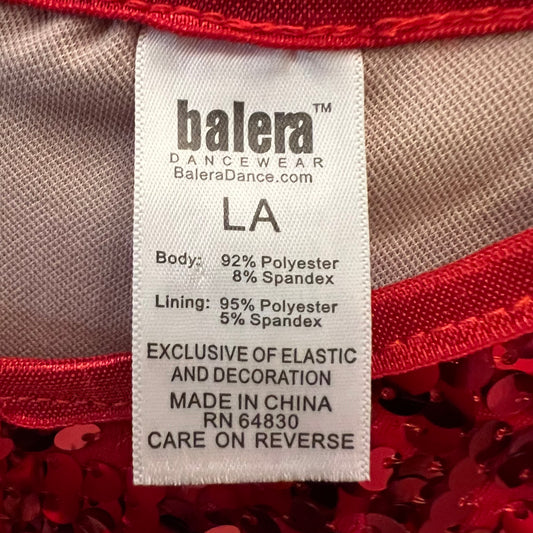 balera™
DANCEWEAR
BaleraDance.com
LA
Body: 92% Polyester
8% Spandex
Lining: 95% Polyester
5% Spandex
EXCLUSIVE OF ELASTIC
AND DECORATION
MADE IN CHINA
RN 64830
CARE ON REVERSE